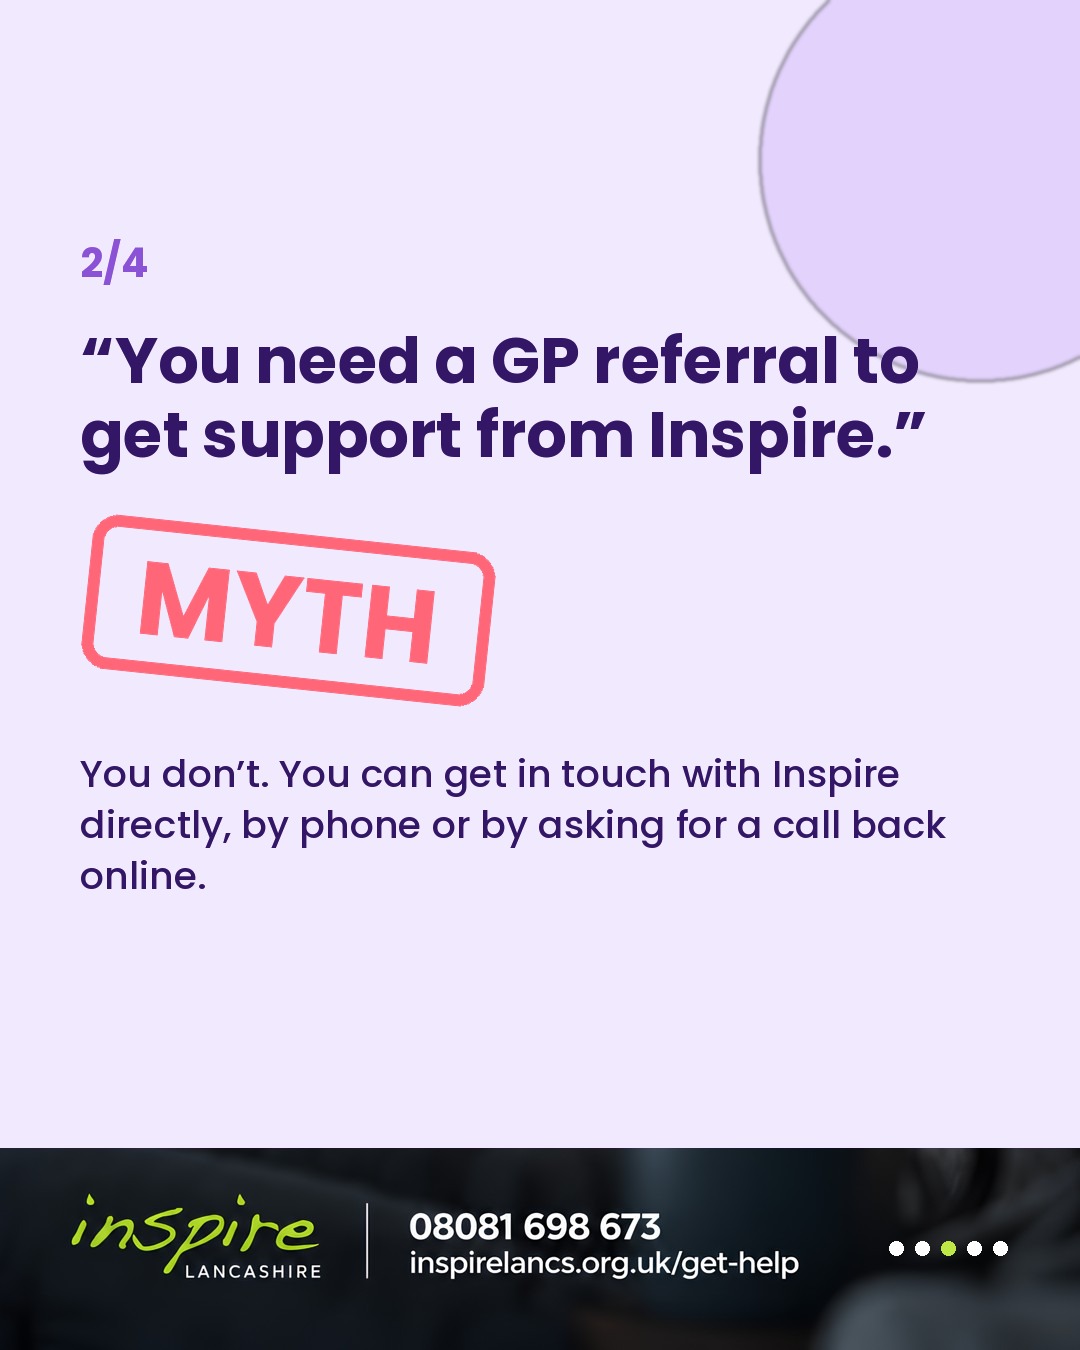 2/4
“You need a GP referral to
get support from Inspire.”
MYTH
You don’t. You can get in touch with Inspire
directly, by phone or by asking for a call back
online.
inspire
LANCASHIRE
08081 698 673
inspirelancs.org.uk/get-help